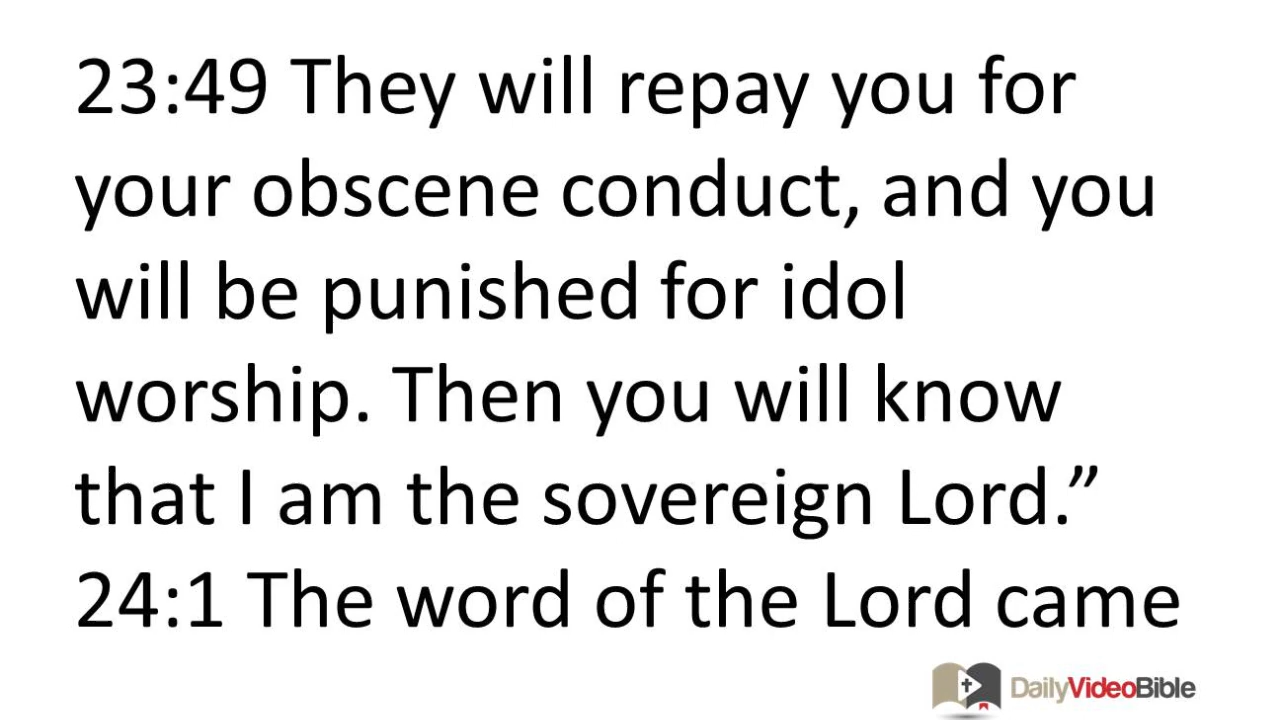 23:49 They will repay you for
your obscene conduct, and you
will be punished for idol
worship. Then you will know
that I am the sovereign Lord.”
24:1 The word of the Lord came
DailyVideoBible